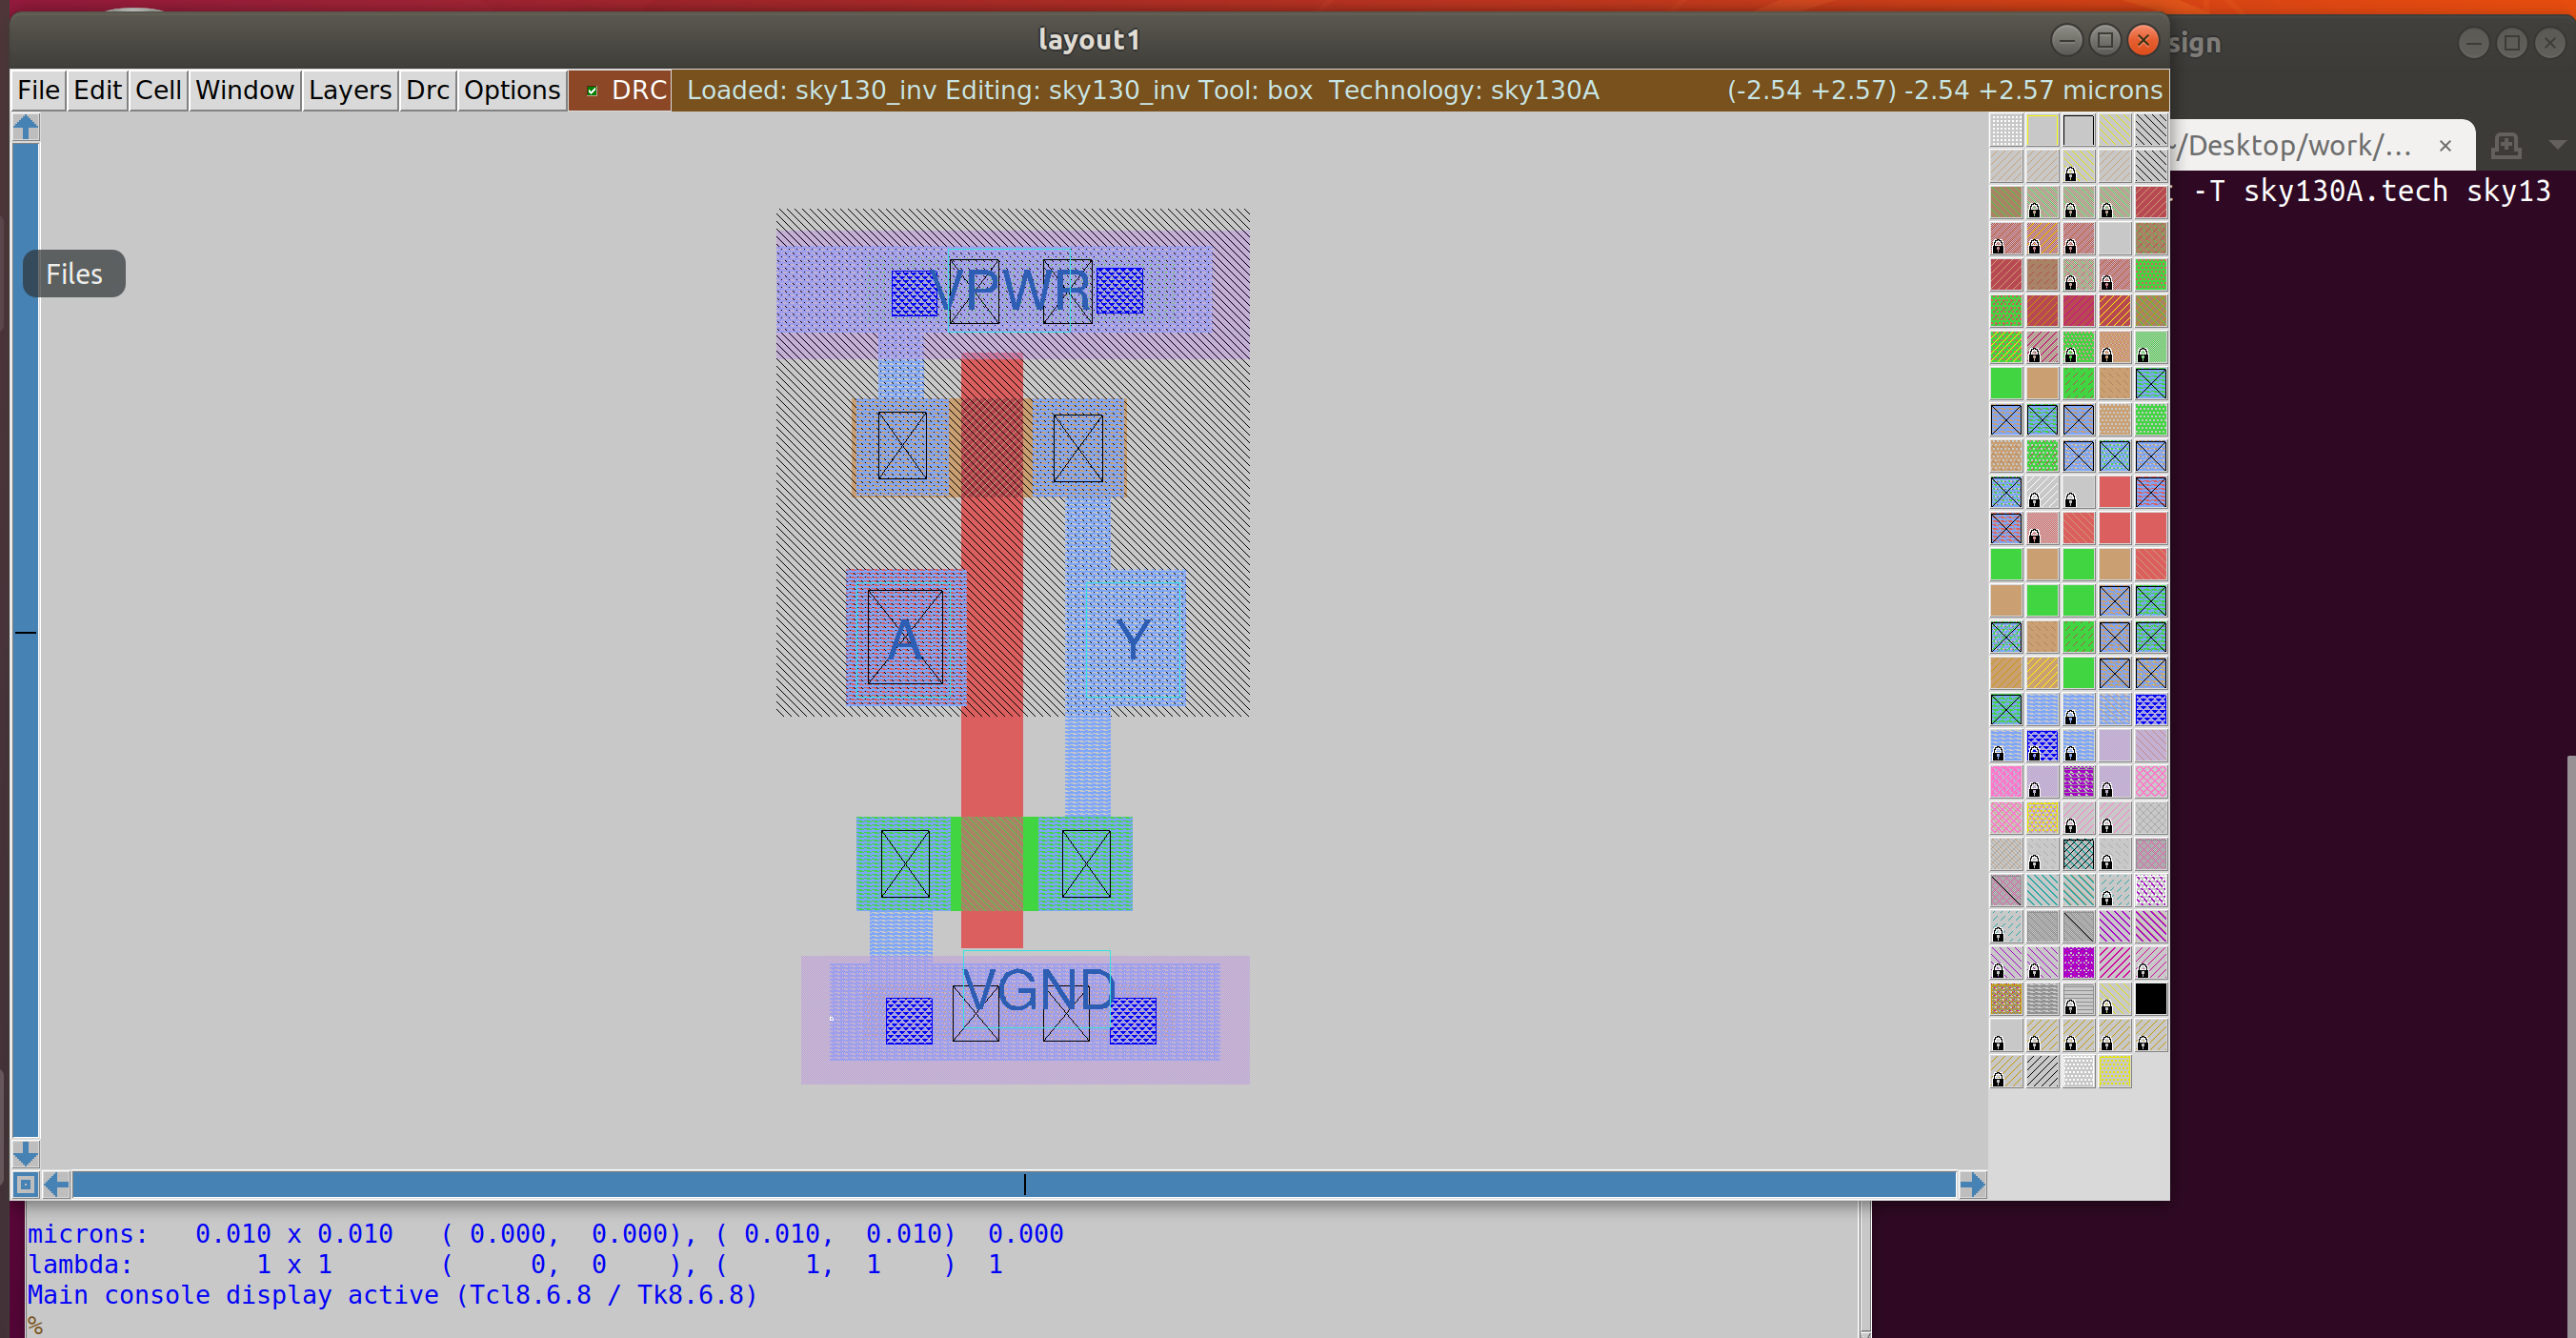 layout1
sign
File Edit Cell Window Layers Drc Options DRC Loaded: sky130_inv Editing: sky130_inv Tool: box Technology: sky130A (-2.54 +2.57) -2.54 +2.57 microns
~/Desktop/work/...
-T sky130A.tech sky13
Files
VPWR
A
Y
VGND
microns: 0.010 x 0.010 ( 0.000, 0.000), ( 0.010, 0.010) 0.000
lambda: 1 x 1 ( 0, 0 ), ( 1, 1 ) 1
Main console display active (Tcl8.6.8 / Tk8.6.8)
%